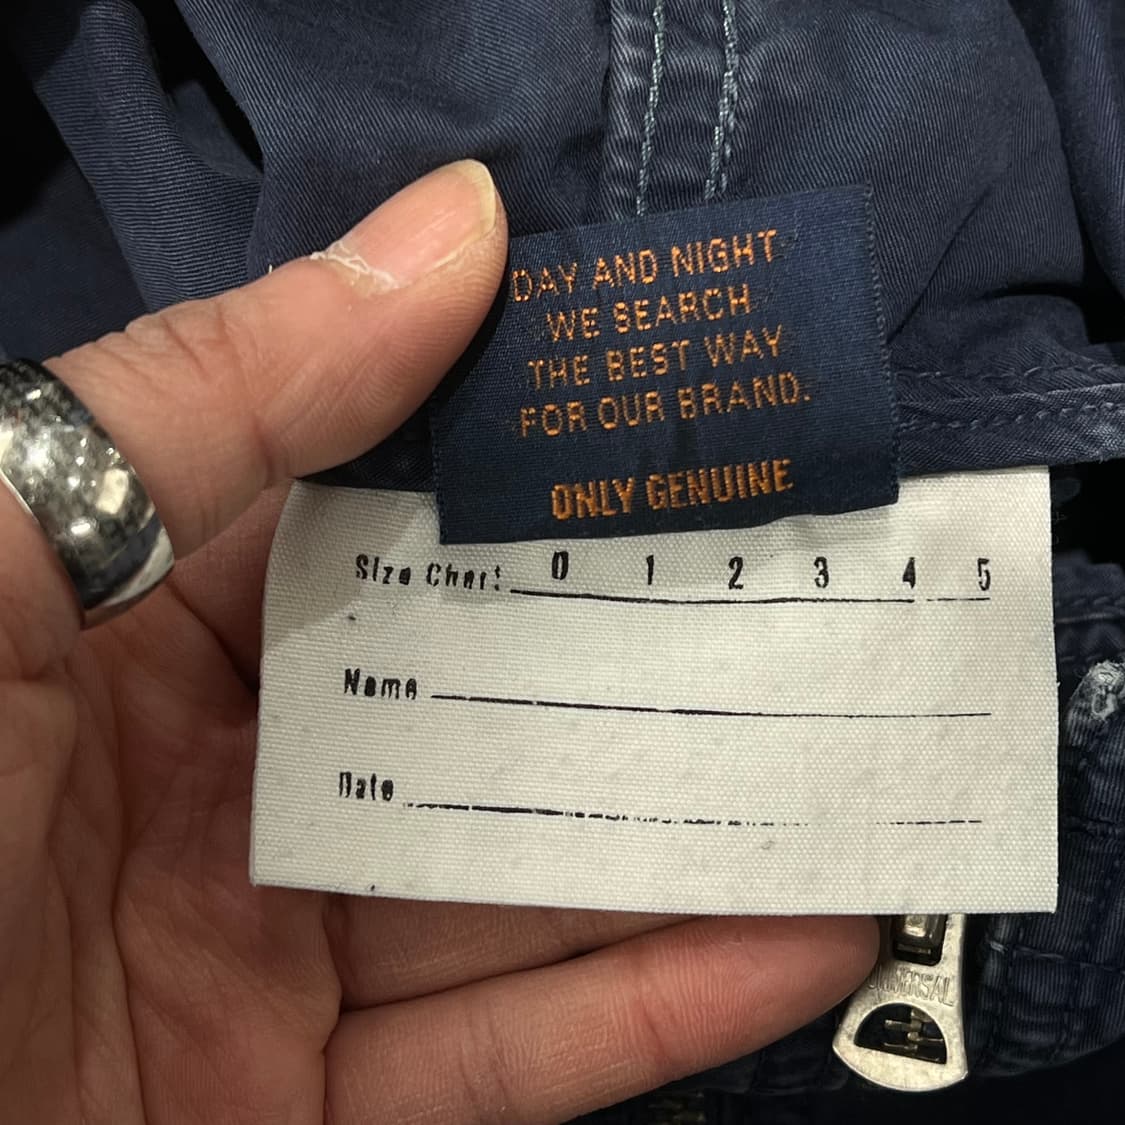 DAY AND NIGHT
WE SEARCH
THE BEST WAY
FOR OUR BRAND.
ONLY GENUINE
Size Chart 0 1 2 3 4 5
Name
Date
UNIVERSAL